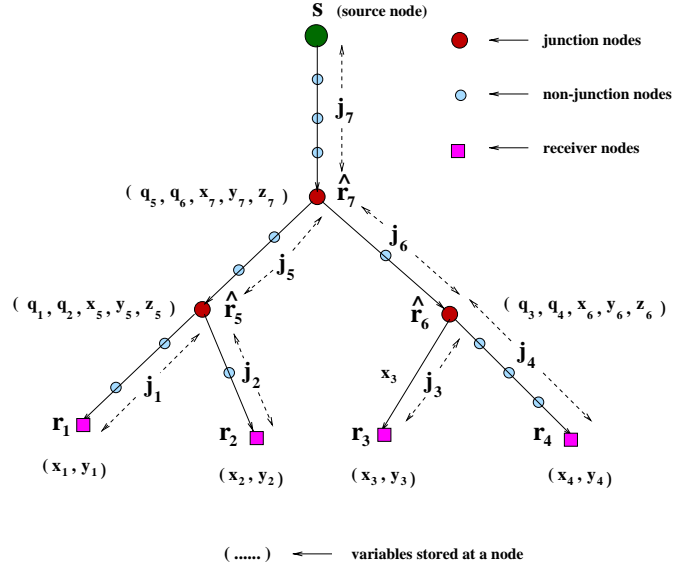 S (source node)
junction nodes
j7
non-junction nodes
receiver nodes
( q5 , q6 , x7 , y7 , z7 )
r̂7
j6
j5
( q1 , q2 , x5 , y5 , z5 )
r̂5
r̂6
( q3 , q4 , x6 , y6 , z6 )
j4
j2
x3
j3
j1
r1
r2
r3
r4
( x1 , y1 )
( x2 , y2 )
( x3 , y3 )
( x4 , y4 )
( ...... )
variables stored at a node